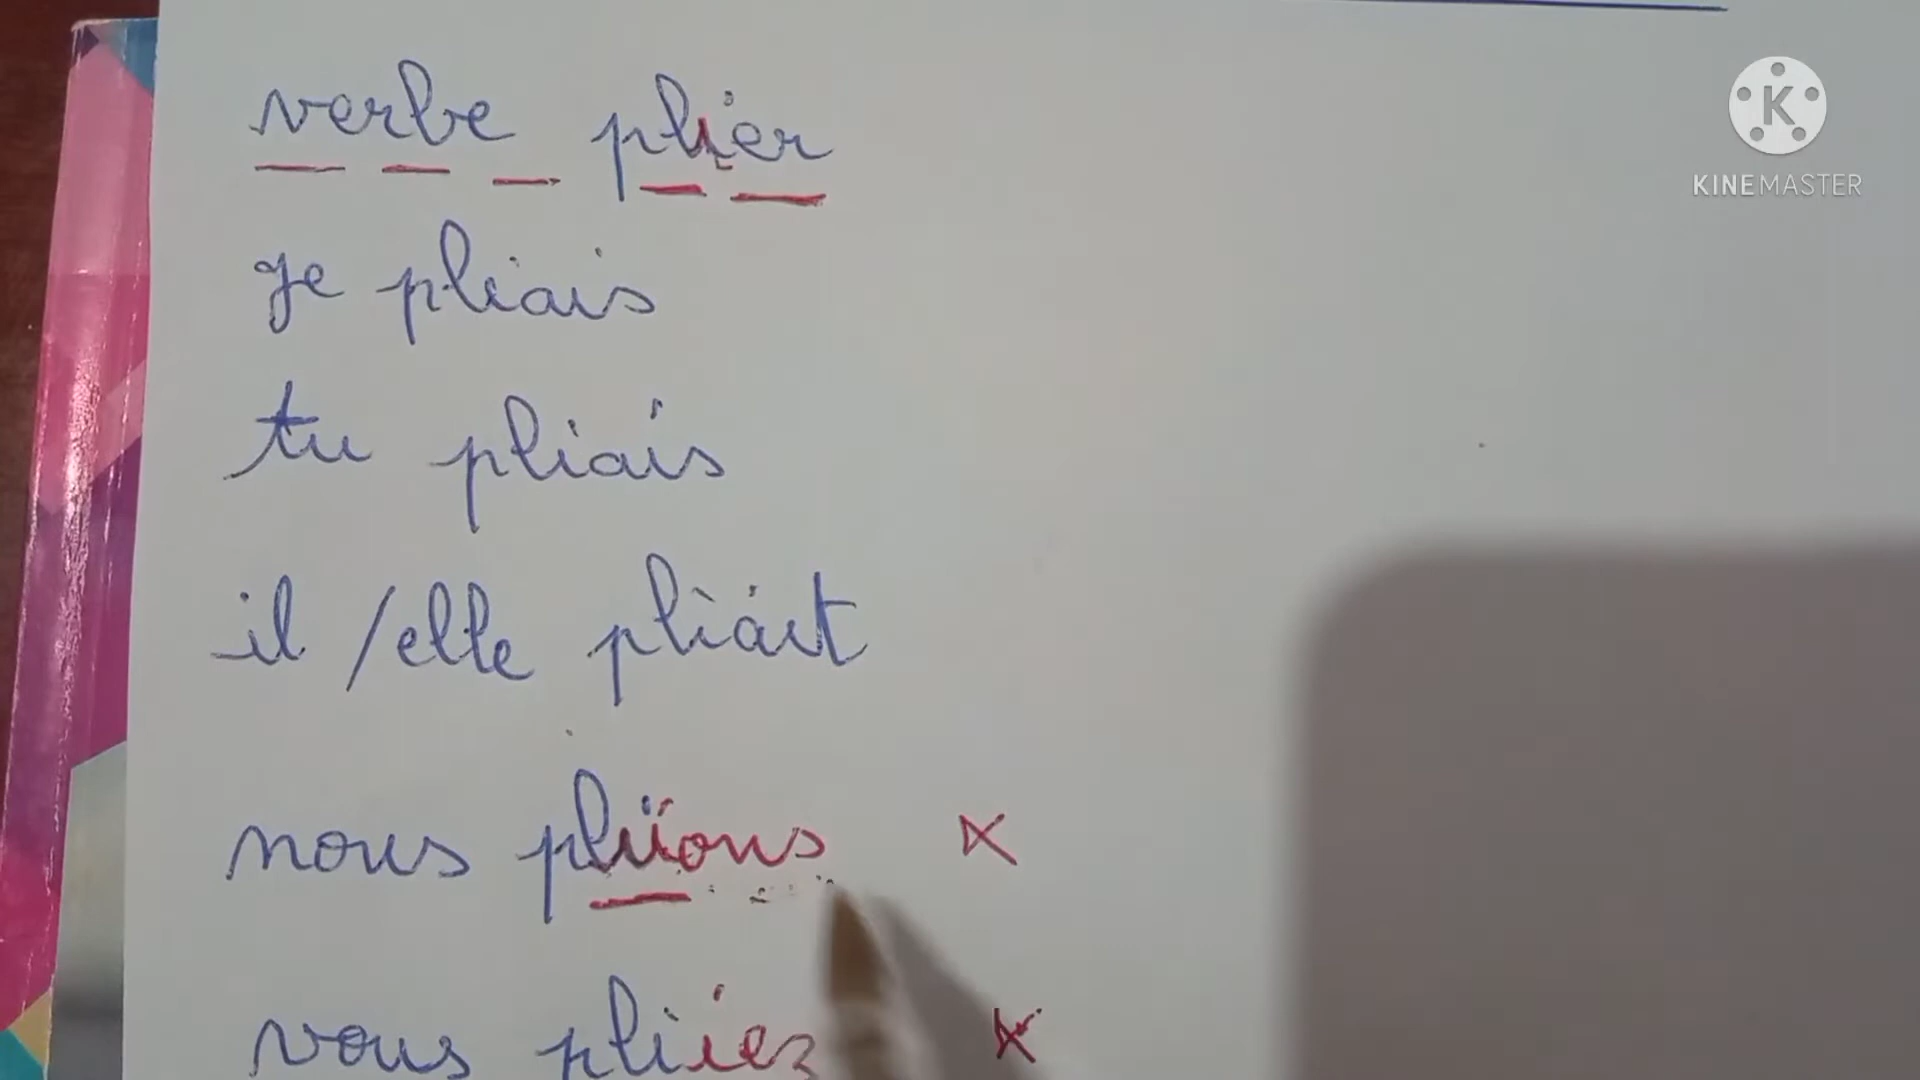 verbe plier
KINEMASTER
je pliais
tu pliais
il /elle pliait
nous pliions x
vous pliiez x